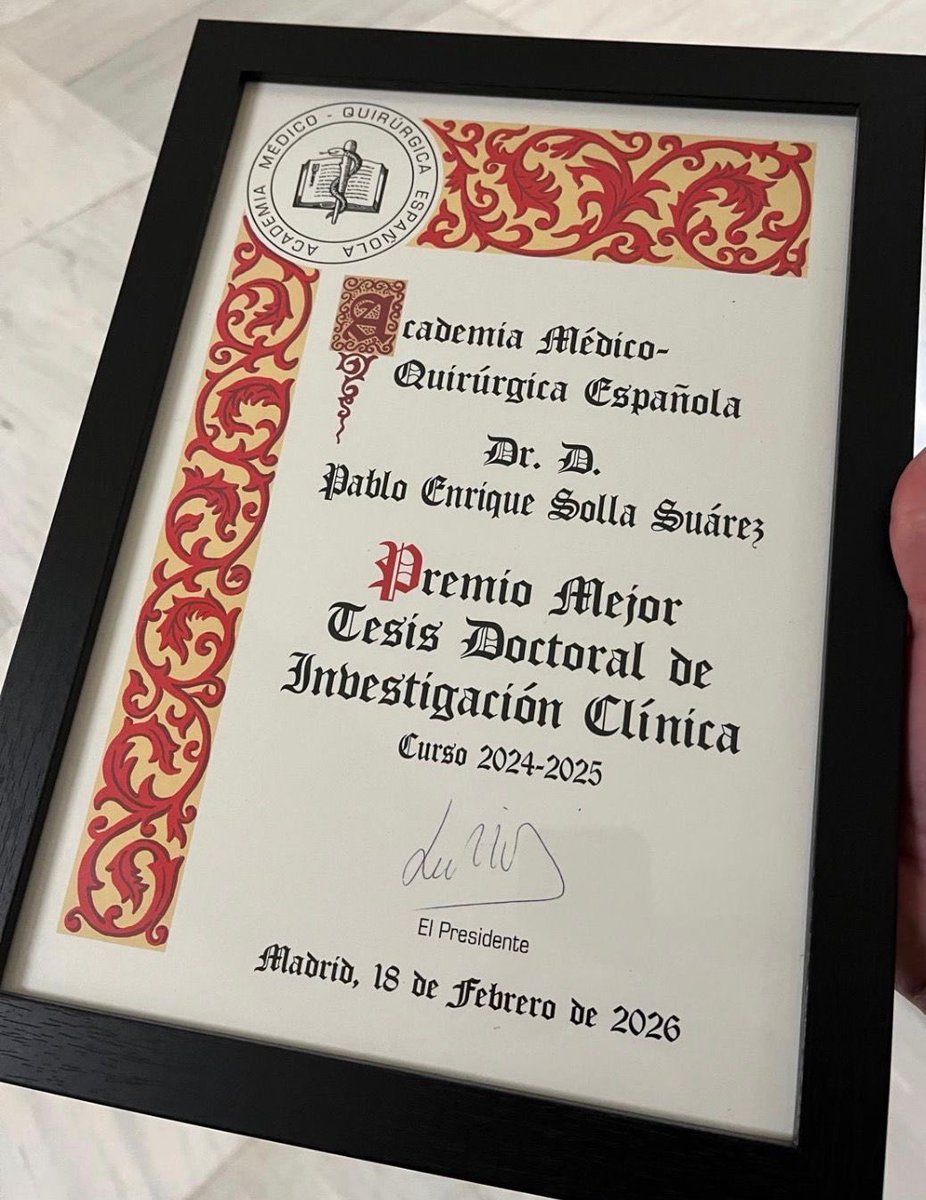 ACADEMIA MÉDICO - QUIRÚRGICA ESPAÑOLA
Academia Médico-
Quirúrgica Española
Dr. D.
Pablo Enrique Solla Suárez
Premio Mejor
Tesis Doctoral de
Investigación Clínica
Curso 2024-2025
El Presidente
Madrid, 18 de Febrero de 2026